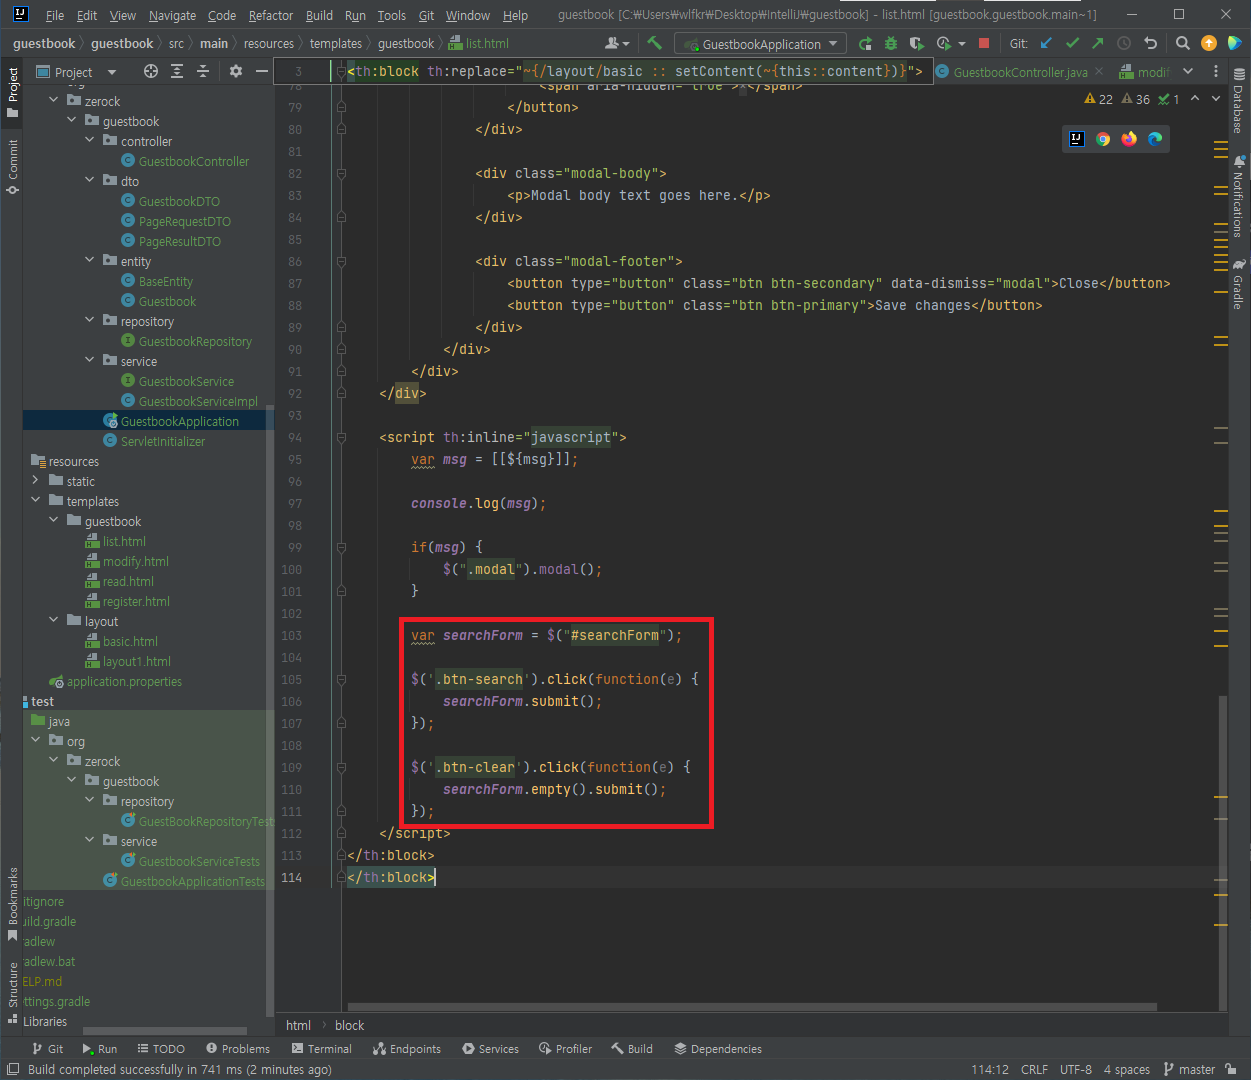 File Edit View Navigate Code Refactor Build Run Tools Git Window Help guestbook [C:₩Users₩wlfkr₩Desktop₩IntelliJ₩guestbook] - list.html [guestbook.guestbook.main~1]
guestbook guestbook src main resources templates guestbook list.html GuestbookApplication Git:
Project
3 <th:block th:replace="~{/layout/basic :: setContent(~{this::content})}"> GuestbookController.java modif
22 36 1
78 <span aria-hidden="true">×</span>
79 </button>
80 </div>
81
82 <div class="modal-body">
83 <p>Modal body text goes here.</p>
84 </div>
85
86 <div class="modal-footer">
87 <button type="button" class="btn btn-secondary" data-dismiss="modal">Close</button>
88 <button type="button" class="btn btn-primary">Save changes</button>
89 </div>
90 </div>
91 </div>
92 </div>
93
94 <script th:inline="javascript">
95 var msg = [[${msg}]];
96
97 console.log(msg);
98
99 if(msg) {
100 $(".modal").modal();
101 }
102
103 var searchForm = $("#searchForm");
104
105 $('.btn-search').click(function(e) {
106 searchForm.submit();
107 });
108
109 $('.btn-clear').click(function(e) {
110 searchForm.empty().submit();
111 });
112 </script>
113 </th:block>
114 </th:block>
org
zerock
guestbook
controller
GuestbookController
dto
GuestbookDTO
PageRequestDTO
PageResultDTO
entity
BaseEntity
Guestbook
repository
GuestbookRepository
service
GuestbookService
GuestbookServiceImpl
GuestbookApplication
ServletInitializer
resources
static
templates
guestbook
list.html
modify.html
read.html
register.html
layout
basic.html
layout1.html
application.properties
test
java
org
zerock
guestbook
repository
GuestBookRepositoryTests
service
GuestbookServiceTests
GuestbookApplicationTests
itignore
uild.gradle
radlew
radlew.bat
ELP.md
ettings.gradle
Libraries
Project
Commit
Bookmarks
Structure
Database
Notifications
Gradle
html block
Git Run TODO Problems Terminal Endpoints Services Profiler Build Dependencies
Build completed successfully in 741 ms (2 minutes ago) 114:12 CRLF UTF-8 4 spaces master